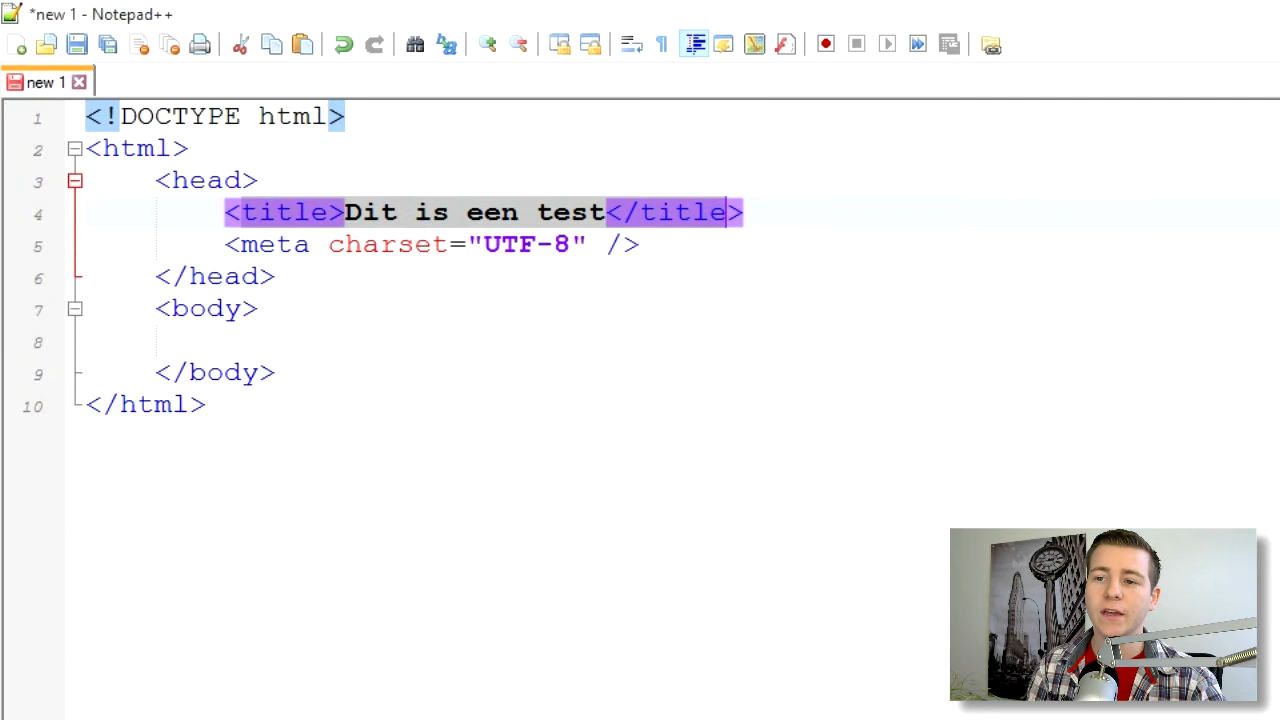 *new 1 - Notepad++
new 1
1 <!DOCTYPE html>
2 <html>
3 <head>
4 <title>Dit is een test</title>
5 <meta charset="UTF-8" />
6 </head>
7 <body>
8
9 </body>
10 </html>